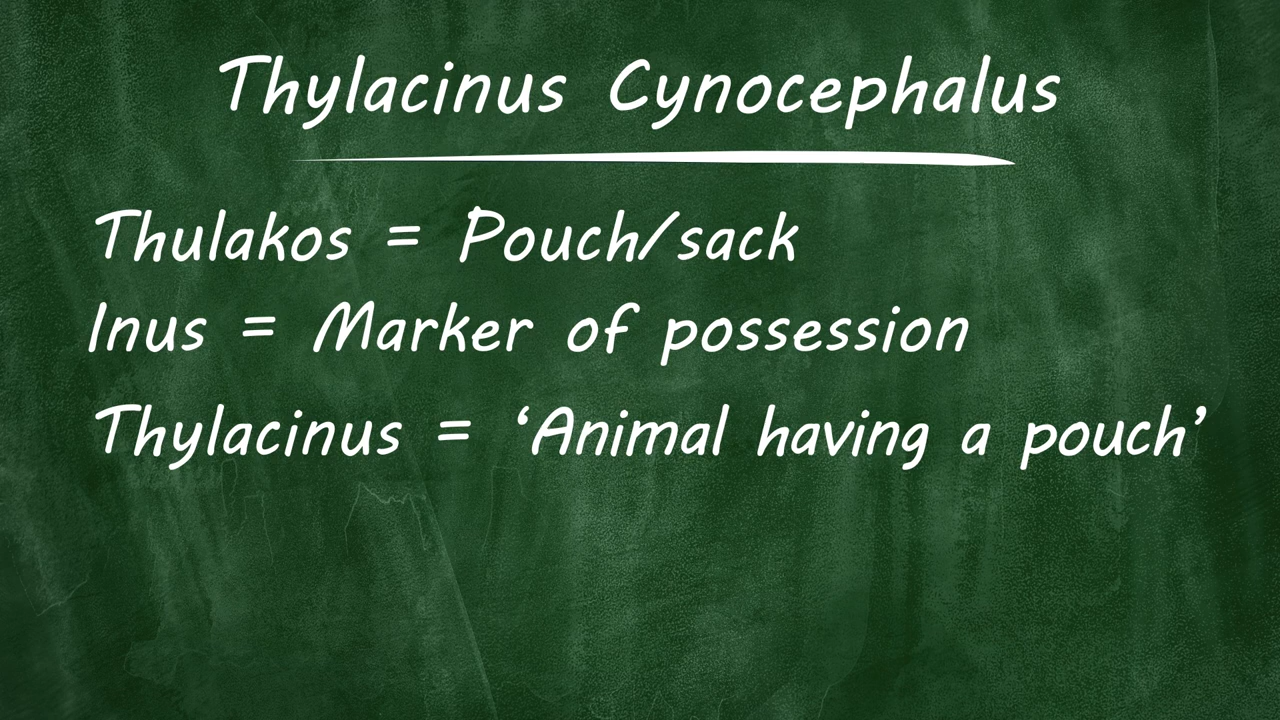 Thylacinus Cynocephalus
Thulakos = Pouch/sack
Inus = Marker of possession
Thylacinus = ‘Animal having a pouch’